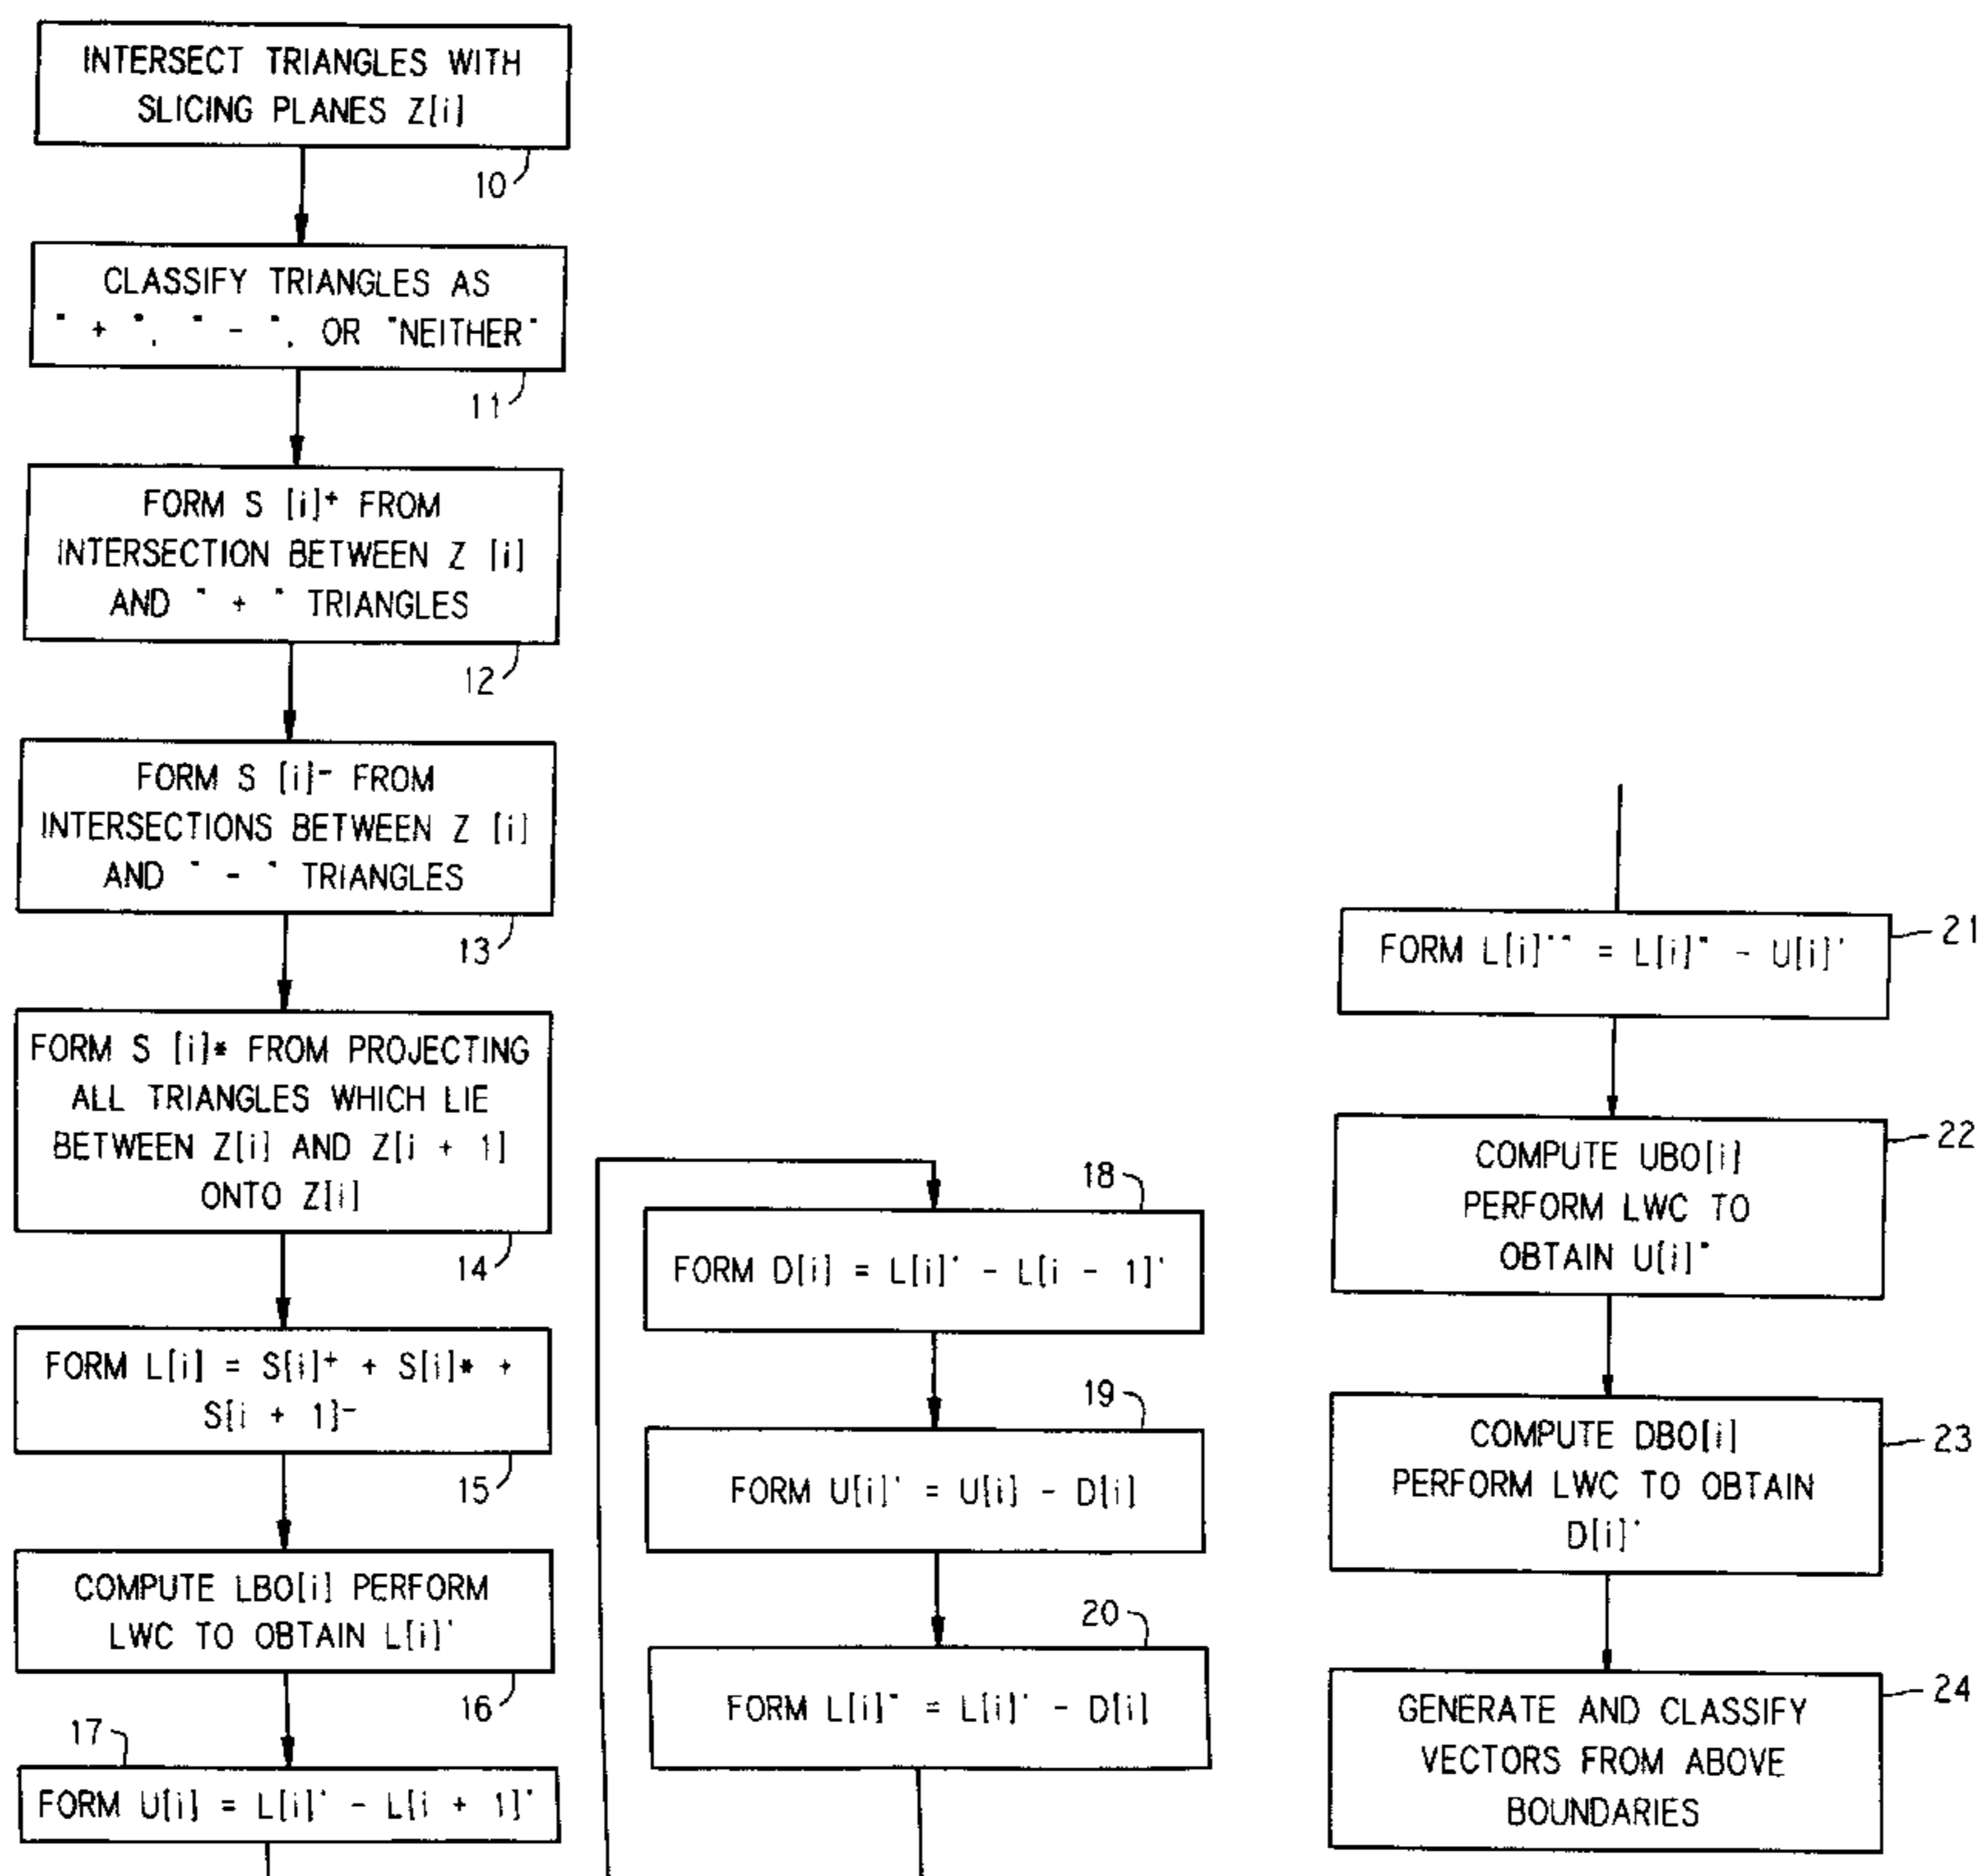 INTERSECT TRIANGLES WITH
SLICING PLANES Z[i]
10
CLASSIFY TRIANGLES AS
" + ", " - ", OR "NEITHER"
11
FORM S [i]+ FROM
INTERSECTION BETWEEN Z [i]
AND " + " TRIANGLES
12
FORM S [i]- FROM
INTERSECTIONS BETWEEN Z [i]
AND " - " TRIANGLES
13
FORM S [i]* FROM PROJECTING
ALL TRIANGLES WHICH LIE
BETWEEN Z[i] AND Z[i + 1]
ONTO Z[i]
14
FORM L[i] = S[i]+ + S[i]* +
S[i + 1]-
15
COMPUTE LBO[i] PERFORM
LWC TO OBTAIN L[i]'
16
17
FORM U[i] = L[i]' - L[i + 1]'
18
FORM D[i] = L[i]' - L[i - 1]'
19
FORM U[i]' = U[i] - D[i]
20
FORM L[i]" = L[i]' - D[i]
21
FORM L[i]'" = L[i]" - U[i]'
22
COMPUTE UBO[i]
PERFORM LWC TO
OBTAIN U[i]"
23
COMPUTE DBO[i]
PERFORM LWC TO OBTAIN
D[i]'
24
GENERATE AND CLASSIFY
VECTORS FROM ABOVE
BOUNDARIES